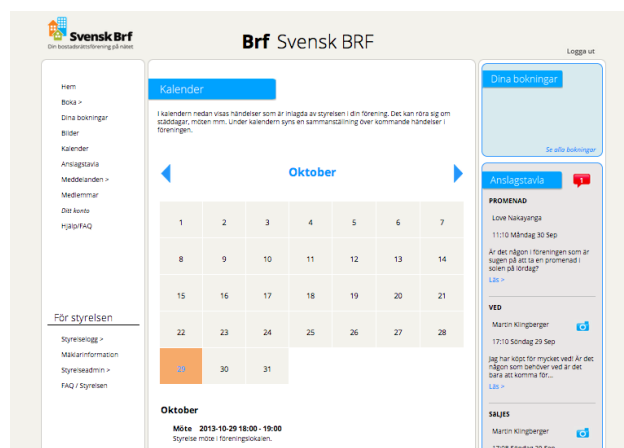 Svensk Brf
Din bostadsrättsförening på nätet
Brf Svensk BRF
Logga ut
Hem
Boka >
Dina bokningar
Bilder
Kalender
Anslagstavla
Meddelanden >
Medlemmar
Ditt konto
Hjälp/FAQ
För styrelsen
Styrelselogg >
Mäklarinformation
Styrelseadmin >
FAQ / Styrelsen
Kalender
I kalendern nedan visas händelser som är inlagda av styrelsen i din förening. Det kan röra sig om
städdagar, möten mm. Under kalendern syns en sammanställning över kommande händelser i
föreningen.
Oktober
1 2 3 4 5 6 7
8 9 10 11 12 13 14
15 16 17 18 19 20 21
22 23 24 25 26 27 28
29 30 31
Oktober
Möte 2013-10-29 18:00 - 19:00
Styrelse möte i föreningslokalen.
Dina bokningar
Se alla bokningar
Anslagstavla
1
PROMENAD
Love Nakayanga
11:10 Måndag 30 Sep
Är det någon i föreningen som är
sugen på att ta en promenad i
solen på lördag?
Läs >
VED
Martin Klingberger
17:10 Söndag 29 Sep
Jag har köpt för mycket ved! Är det
någon som behöver ved är det
bara att komma för...
Läs >
SÄLJES
Martin Klingberger
17:08 Söndag 29 Sep